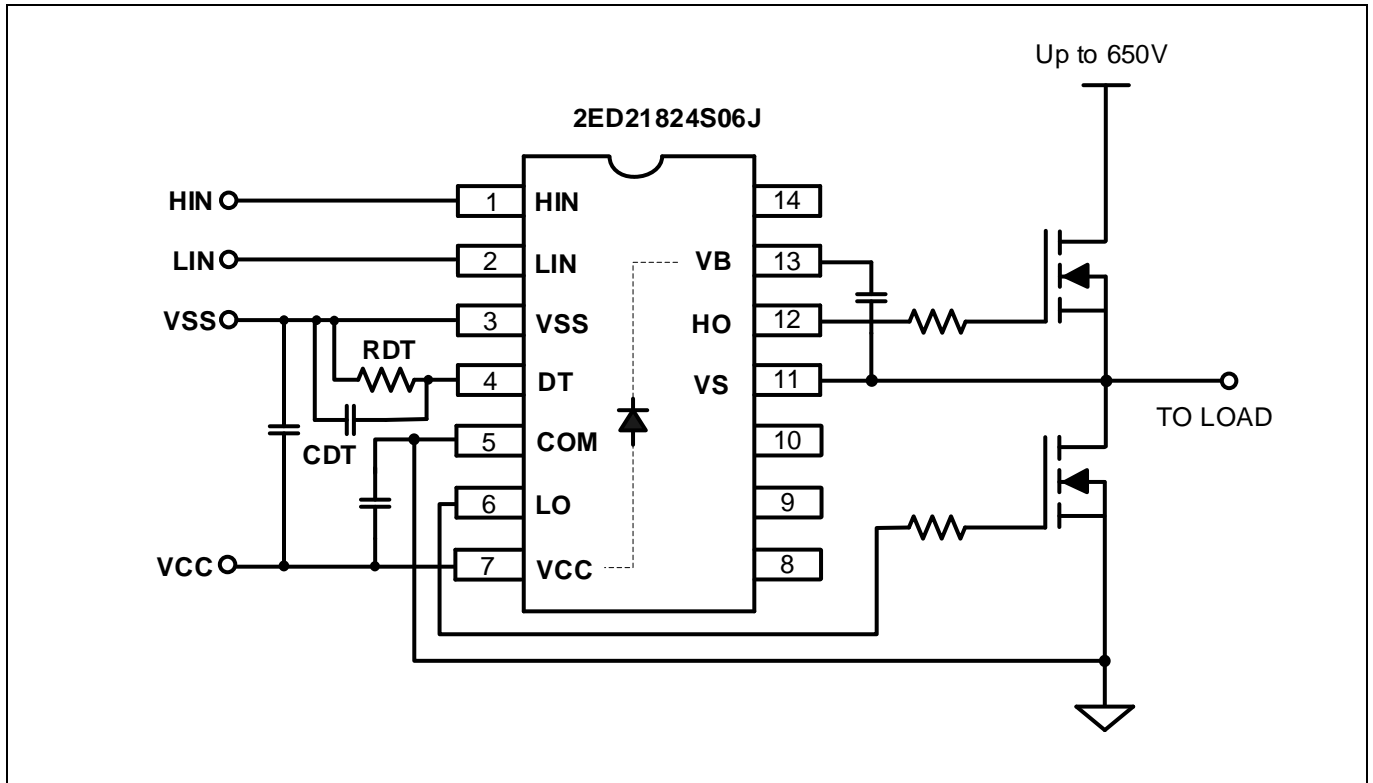 Up to 650V
2ED21824S06J
HIN 1 HIN 14
LIN 2 LIN VB 13
VSS 3 VSS HO 12
RDT
4 DT VS 11
TO LOAD
CDT
5 COM 10
6 LO 9
VCC 7 VCC 8